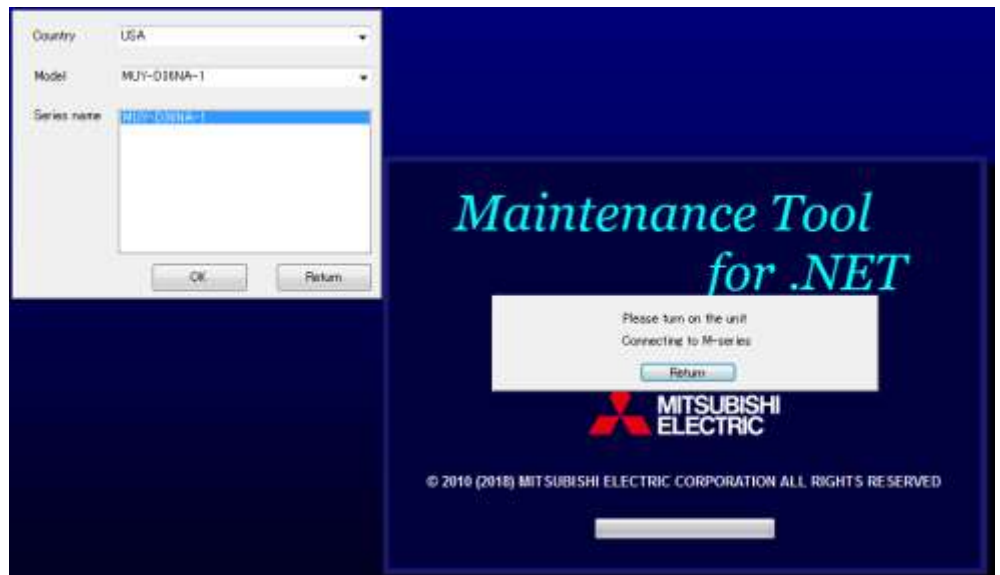 Country USA
Model MUY-D36NA-1
Series name MUY-D36NA-1
OK Return
Maintenance Tool
for .NET
Please turn on the unit
Connecting to M-series
Return
MITSUBISHI
ELECTRIC
© 2010 (2018) MITSUBISHI ELECTRIC CORPORATION ALL RIGHTS RESERVED